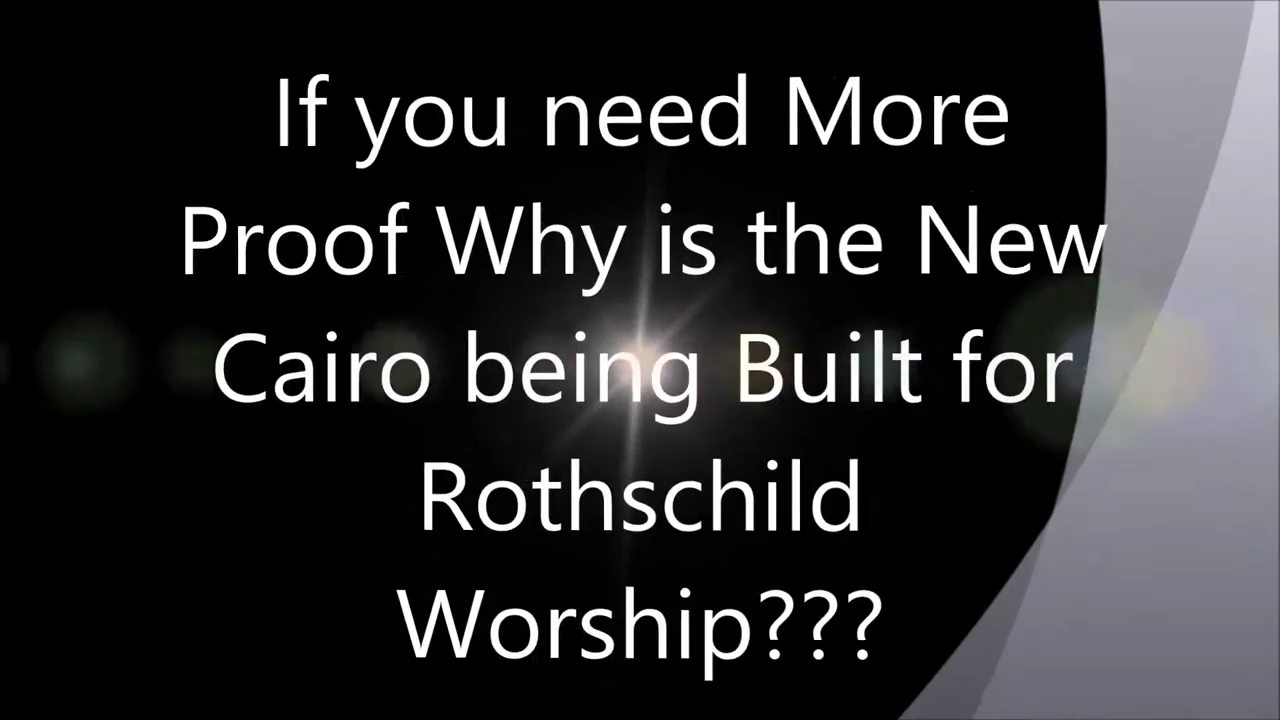 If you need More
Proof Why is the New
Cairo being Built for
Rothschild
Worship???